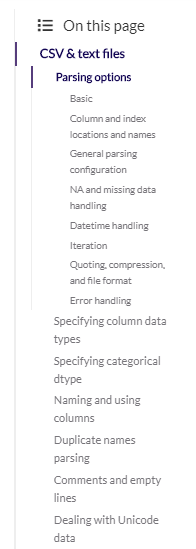 On this page
CSV & text files
Parsing options
Basic
Column and index
locations and names
General parsing
configuration
NA and missing data
handling
Datetime handling
Iteration
Quoting, compression,
and file format
Error handling
Specifying column data
types
Specifying categorical
dtype
Naming and using
columns
Duplicate names
parsing
Comments and empty
lines
Dealing with Unicode
data